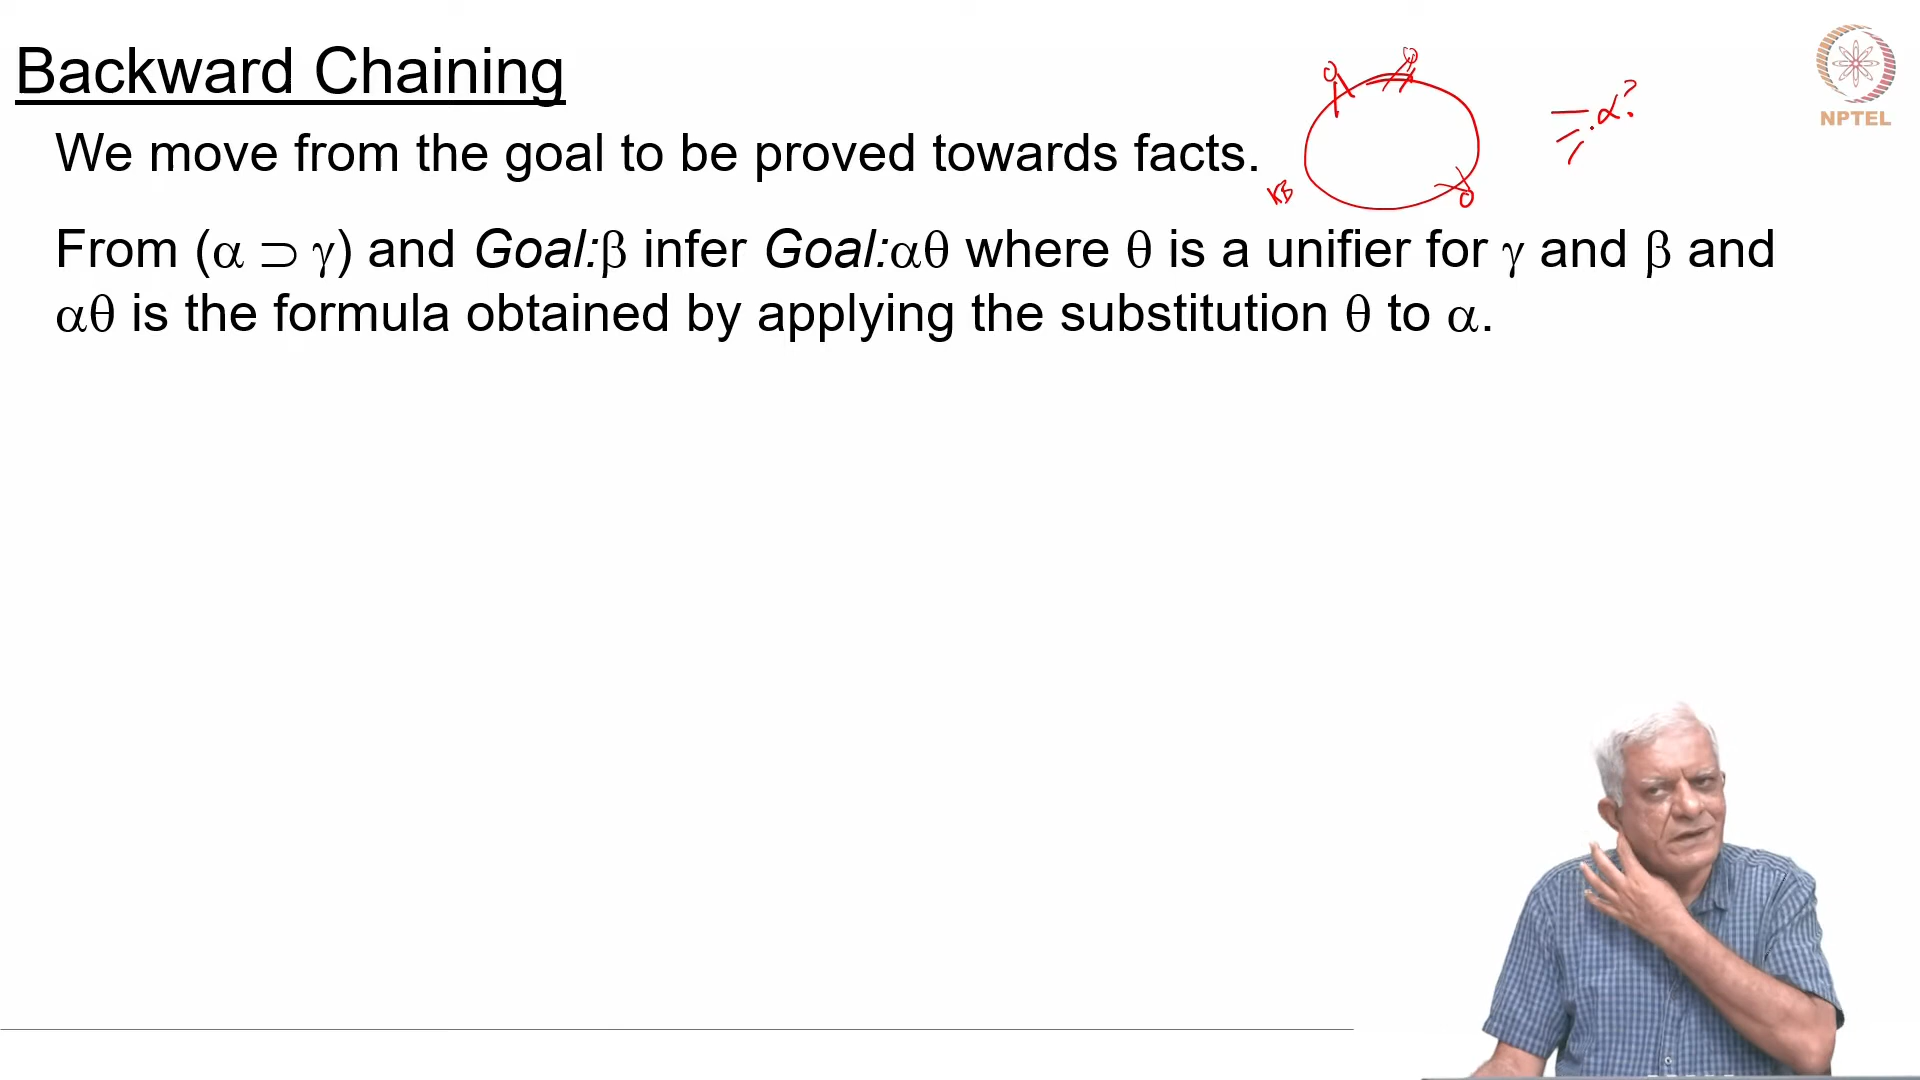 Backward Chaining
We move from the goal to be proved towards facts.
KB
α?
NPTEL
From (α ⊃ γ) and Goal:β infer Goal:αθ where θ is a unifier for γ and β and
αθ is the formula obtained by applying the substitution θ to α.